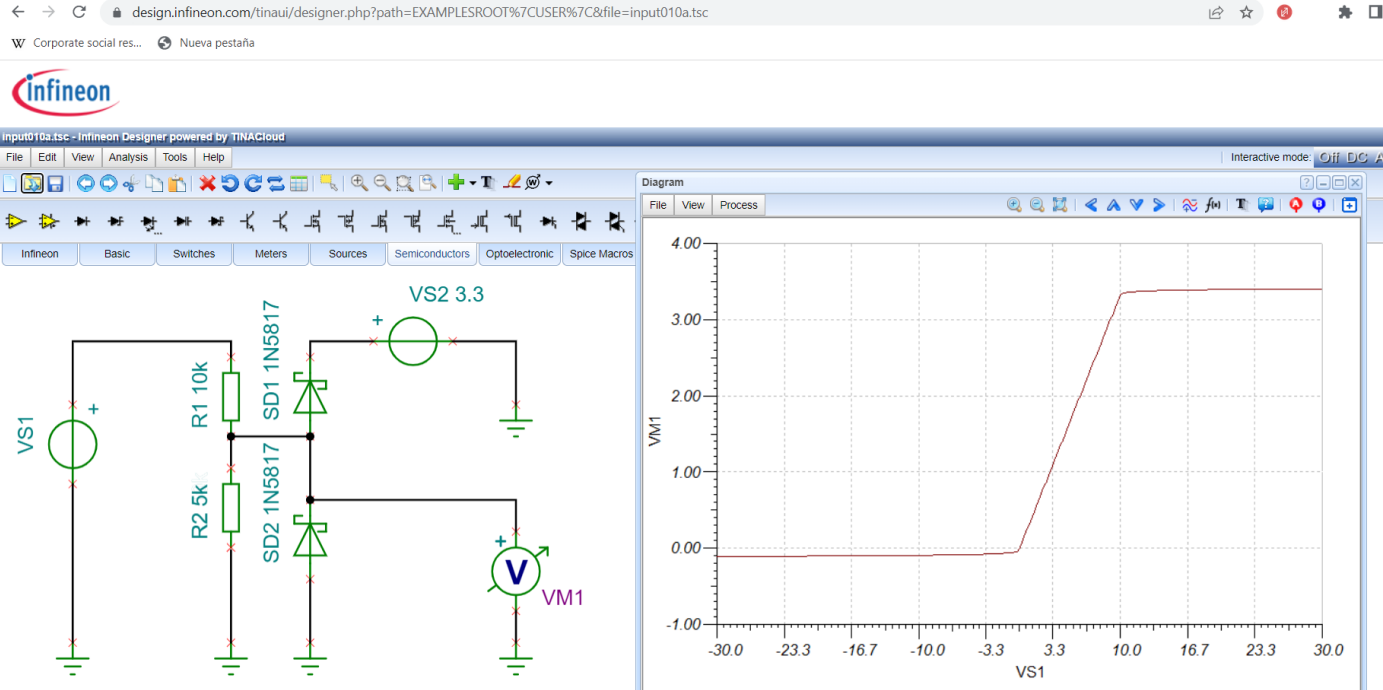 design.infineon.com/tinaui/designer.php?path=EXAMPLESROOT%7CUSER%7C&file=input010a.tsc
W Corporate social res... Nueva pestaña
infineon
input010a.tsc - Infineon Designer powered by TINACloud
File Edit View Analysis Tools Help
Interactive mode: Off DC A
Diagram
File View Process
Infineon Basic Switches Meters Sources Semiconductors Optoelectronic Spice Macros
VS2 3.3
+
SD1 1N5817
R1 10k
+
VS1
SD2 1N5817
R2 5k
+
V
VM1
4.00
3.00
2.00
VM1
1.00
0.00
-1.00
-30.0 -23.3 -16.7 -10.0 -3.3 3.3 10.0 16.7 23.3 30.0
VS1